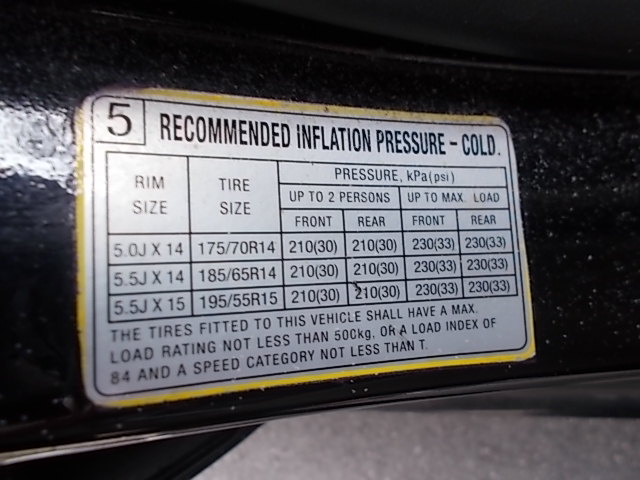 5 RECOMMENDED INFLATION PRESSURE - COLD.
RIM SIZE TIRE SIZE PRESSURE, kPa(psi)
UP TO 2 PERSONS UP TO MAX. LOAD
FRONT REAR FRONT REAR
5.0J X 14 175/70R14 210(30) 210(30) 230(33) 230(33)
5.5J X 14 185/65R14 210(30) 210(30) 230(33) 230(33)
5.5J X 15 195/55R15 210(30) 210(30) 230(33) 230(33)
THE TIRES FITTED TO THIS VEHICLE SHALL HAVE A MAX.
LOAD RATING NOT LESS THAN 500kg. OR A LOAD INDEX OF
84 AND A SPEED CATEGORY NOT LESS THAN T.